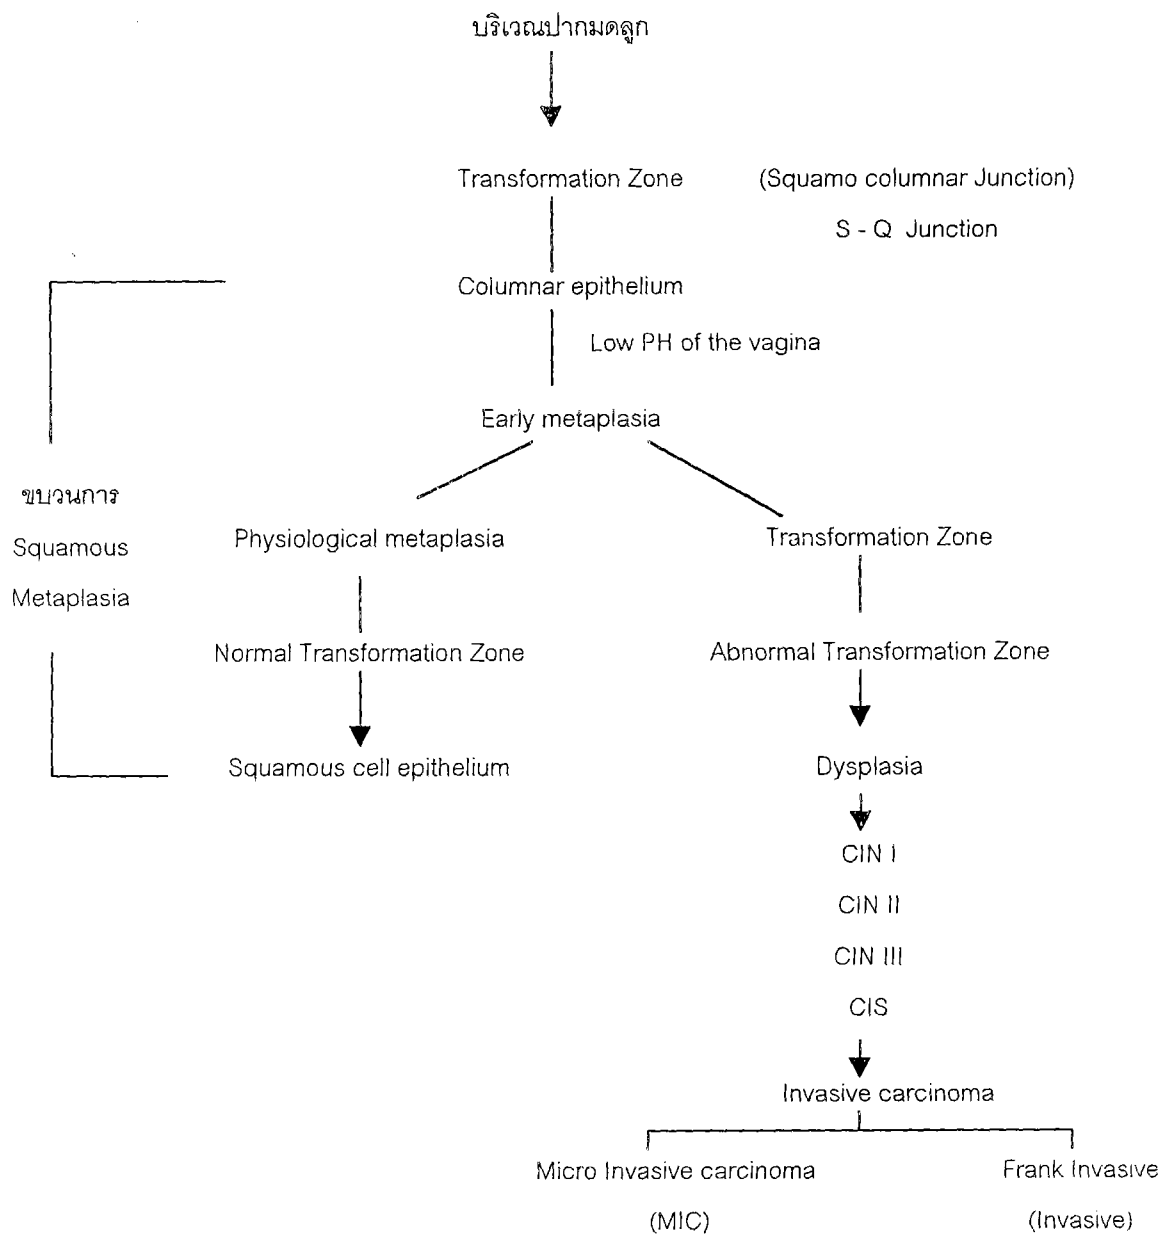 บริเวณปากมดลูก
Transformation Zone (Squamo columnar Junction)
S - Q Junction
Columnar epithelium
Low PH of the vagina
Early metaplasia
ขบวนการ
Squamous
Metaplasia
Physiological metaplasia
Transformation Zone
Normal Transformation Zone
Abnormal Transformation Zone
Squamous cell epithelium
Dysplasia
CIN I
CIN II
CIN III
CIS
Invasive carcinoma
Micro Invasive carcinoma
(MIC)
Frank Invasive
(Invasive)